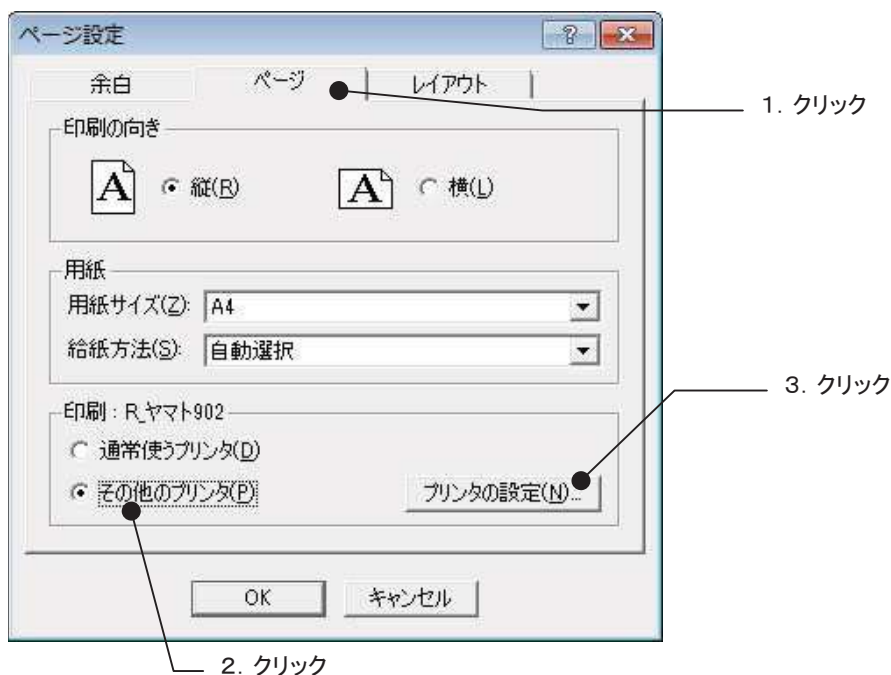 ページ設定
余白 ページ レイアウト
1. クリック
印刷の向き
A 縦(R) A 横(L)
用紙
用紙サイズ(Z): A4
給紙方法(S): 自動選択
3. クリック
印刷 : R_ヤマト902
通常使うプリンタ(D)
その他のプリンタ(P) プリンタの設定(N)...
OK キャンセル
2. クリック